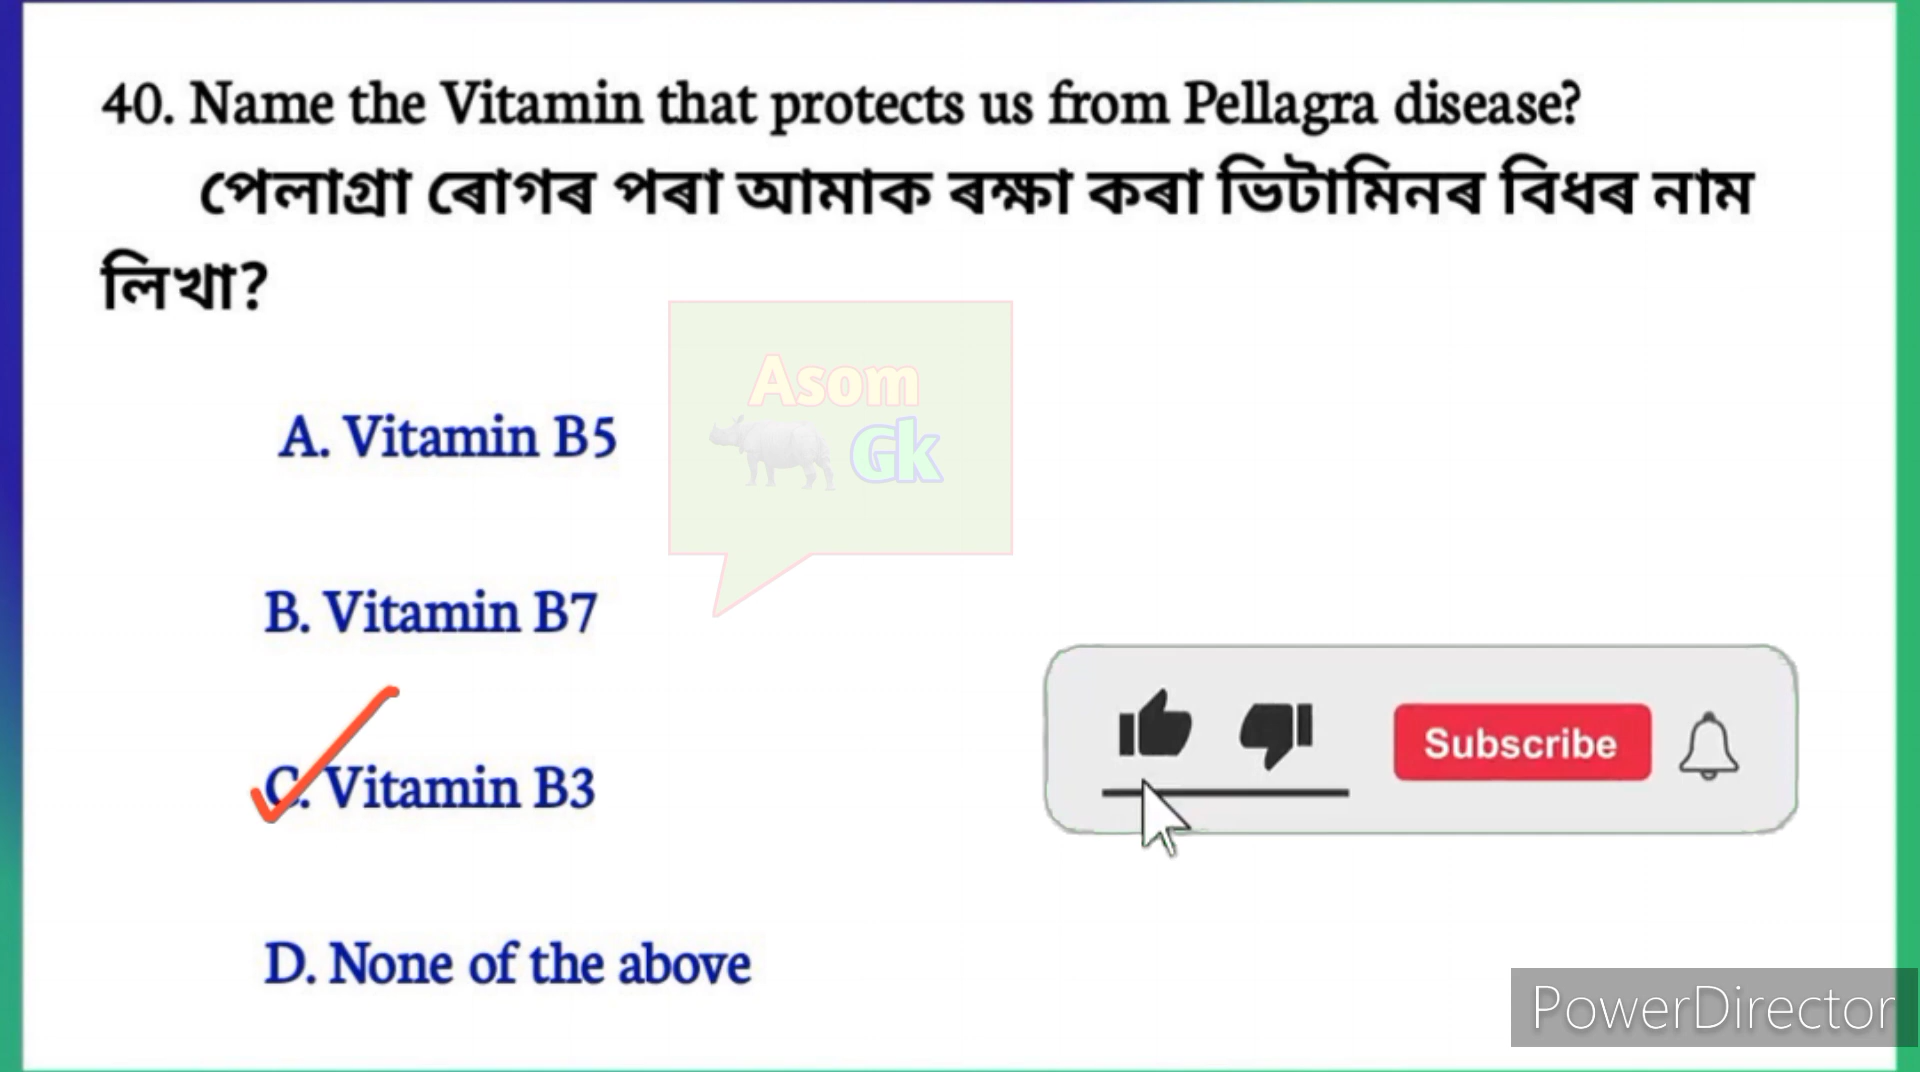 40. Name the Vitamin that protects us from Pellagra disease?
পেলাগ্ৰা ৰোগৰ পৰা আমাক ৰক্ষা কৰা ভিটামিনৰ বিধৰ নাম
লিখা?
Asom
Gk
A. Vitamin B5
B. Vitamin B7
C. Vitamin B3
Subscribe
D. None of the above
PowerDirector